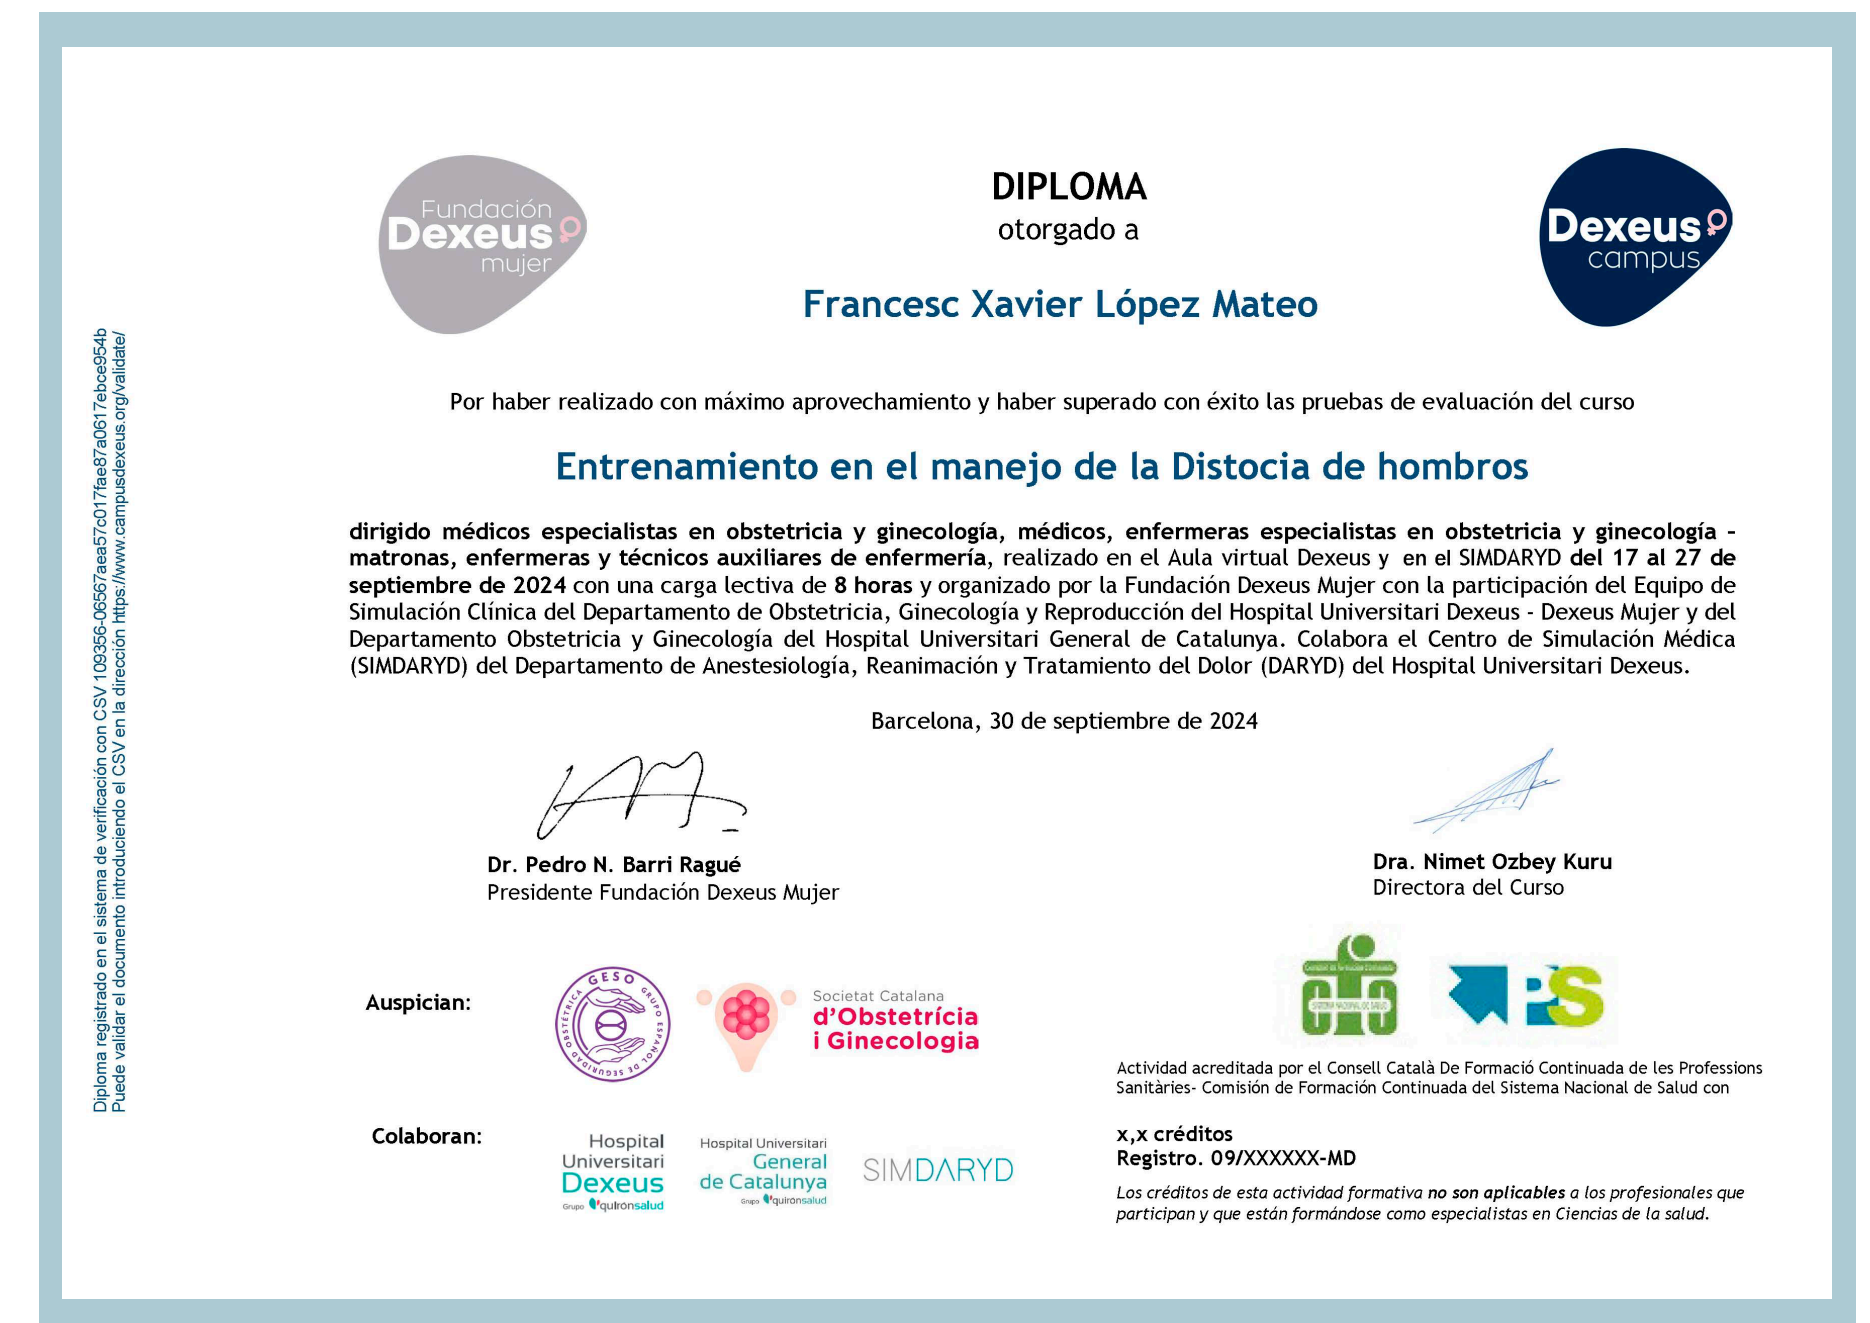 Fundación
Dexeus
mujer
DIPLOMA
otorgado a
Dexeus
campus
Francesc Xavier López Mateo
Por haber realizado con máximo aprovechamiento y haber superado con éxito las pruebas de evaluación del curso
Entrenamiento en el manejo de la Distocia de hombros
dirigido médicos especialistas en obstetricia y ginecología, médicos, enfermeras especialistas en obstetricia y ginecología –
matronas, enfermeras y técnicos auxiliares de enfermería, realizado en el Aula virtual Dexeus y en el SIMDARYD del 17 al 27 de
septiembre de 2024 con una carga lectiva de 8 horas y organizado por la Fundación Dexeus Mujer con la participación del Equipo de
Simulación Clínica del Departamento de Obstetricia, Ginecología y Reproducción del Hospital Universitari Dexeus - Dexeus Mujer y del
Departamento Obstetricia y Ginecología del Hospital Universitari General de Catalunya. Colabora el Centro de Simulación Médica
(SIMDARYD) del Departamento de Anestesiología, Reanimación y Tratamiento del Dolor (DARYD) del Hospital Universitari Dexeus.
Barcelona, 30 de septiembre de 2024
Dr. Pedro N. Barri Ragué
Presidente Fundación Dexeus Mujer
Dra. Nimet Ozbey Kuru
Directora del Curso
Auspician:
GESO GRUPO ESPAÑOL DE SEGURIDAD OBSTÉTRICA
Societat Catalana
d'Obstetrícia
i Ginecologia
SISTEMA NACIONAL DE SALUD
PS
Actividad acreditada por el Consell Català De Formació Continuada de les Professions
Sanitàries- Comisión de Formación Continuada del Sistema Nacional de Salud con
Colaboran:
Hospital
Universitari
Dexeus
Grupo quirónsalud
Hospital Universitari
General
de Catalunya
Grupo quirónsalud
SIMDARYD
x,x créditos
Registro. 09/XXXXXX-MD
Los créditos de esta actividad formativa no son aplicables a los profesionales que
participan y que están formándose como especialistas en Ciencias de la salud.
Diploma registrado en el sistema de verificación con CSV 109356-06567aea57c017fae87a0617ebce954b
Puede validar el documento introduciendo el CSV en la dirección https://www.campusdexeus.org/validate/